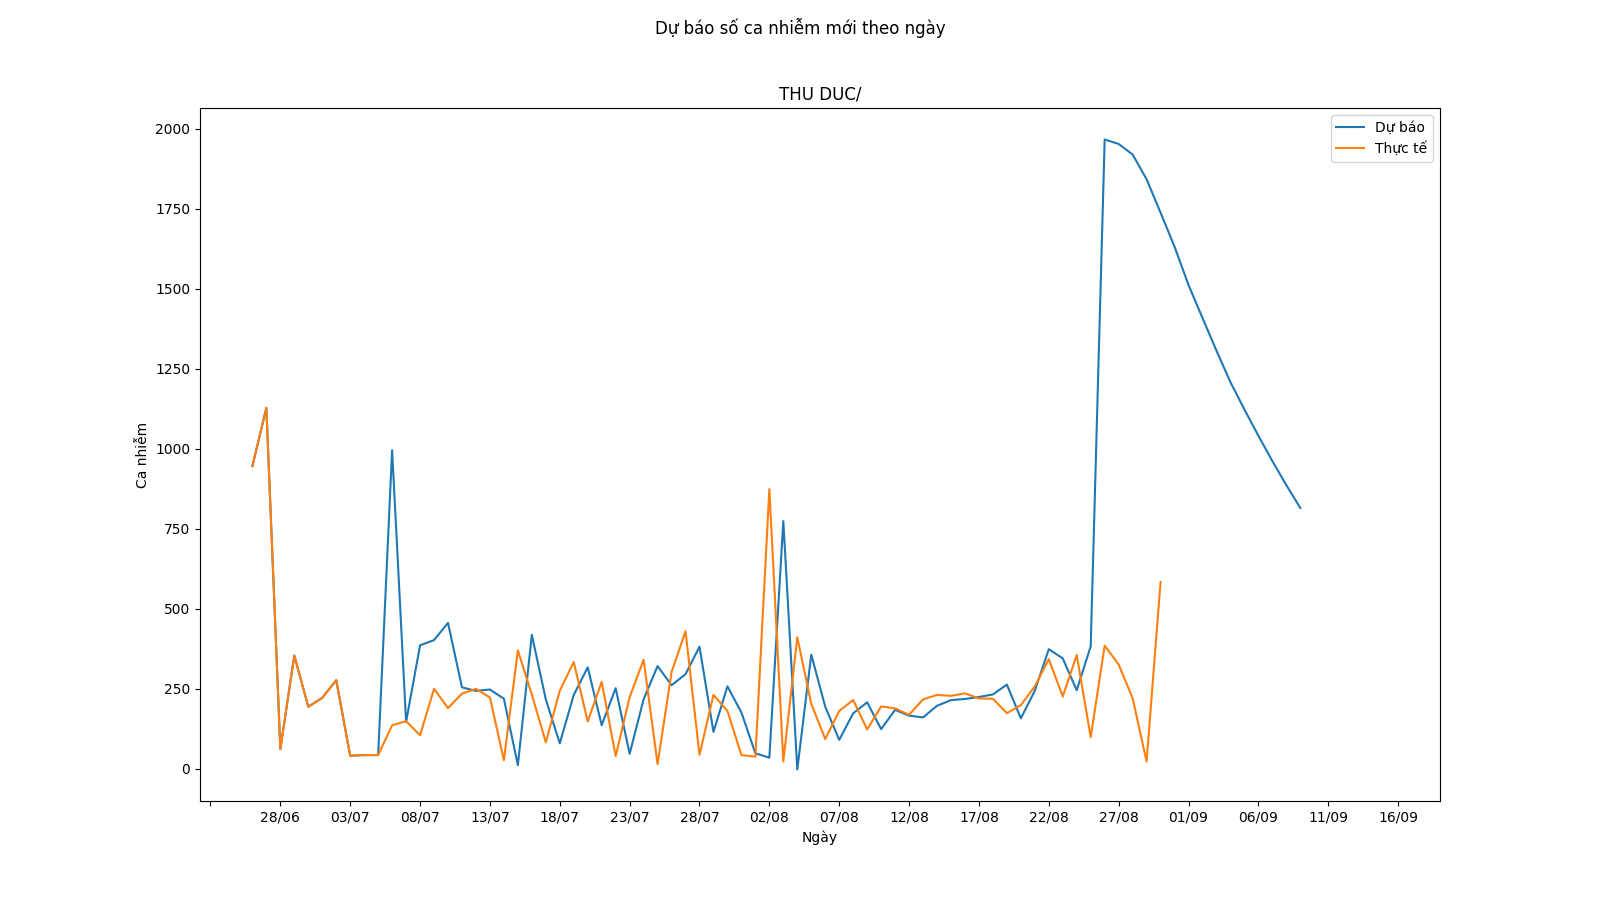 Dự báo số ca nhiễm mới theo ngày
THU DUC/
Dự báo
Thực tế
Ca nhiễm
2000
1750
1500
1250
1000
750
500
250
0
28/06 03/07 08/07 13/07 18/07 23/07 28/07 02/08 07/08 12/08 17/08 22/08 27/08 01/09 06/09 11/09 16/09
Ngày